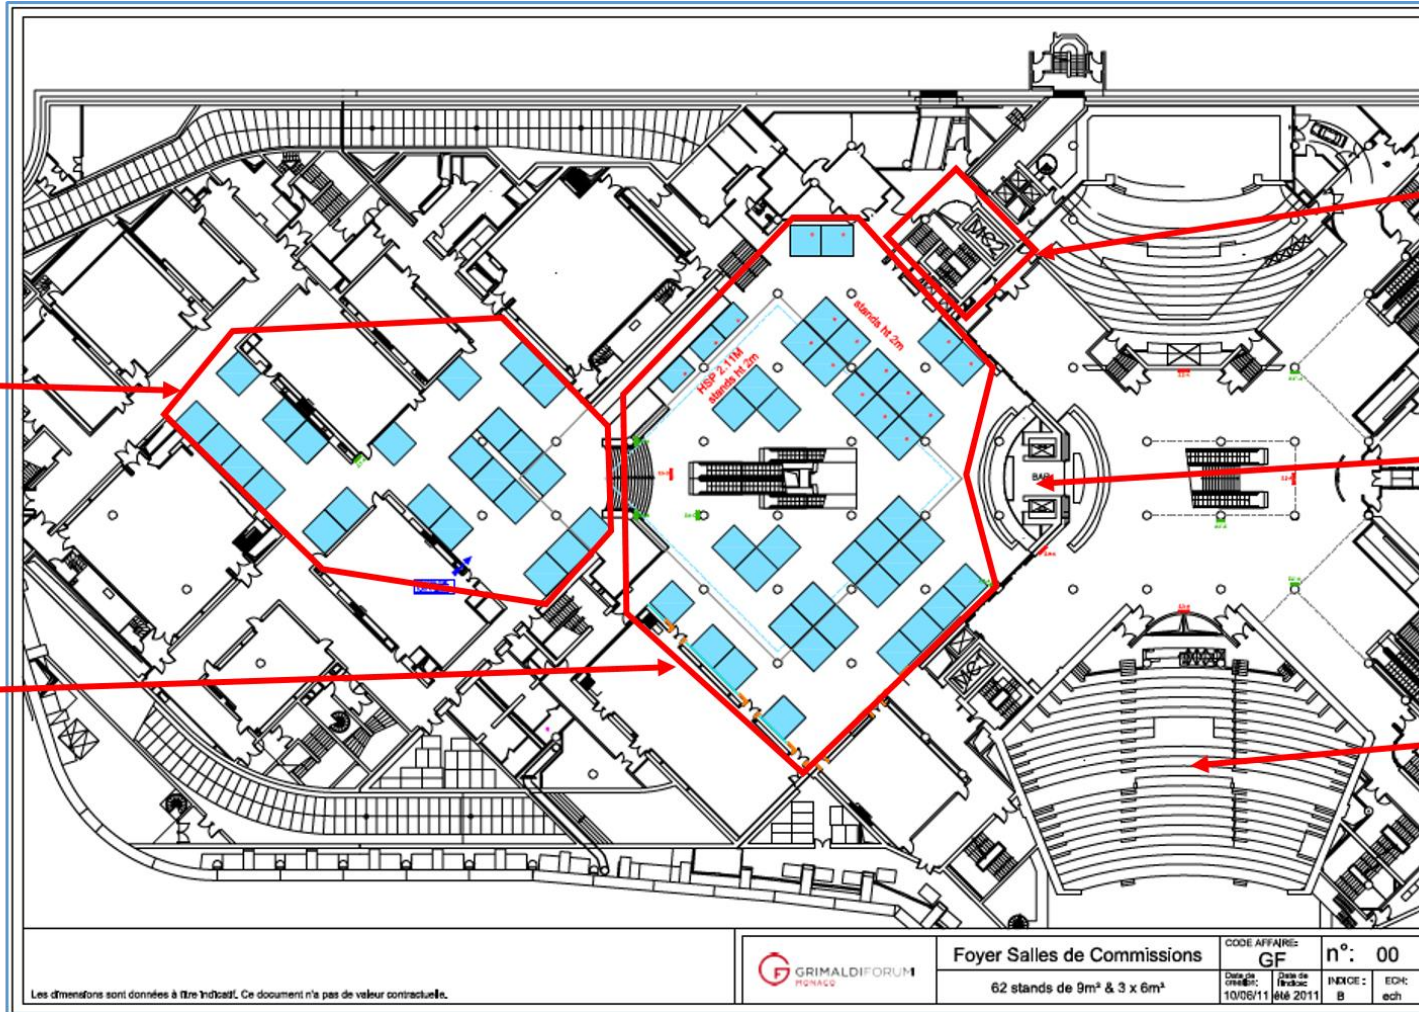 stands ht 2m
HSP 2.11M
stands ht 2m
BAR
Les dimensions sont données à titre indicatif. Ce document n'a pas de valeur contractuelle.
GRIMALDIFORUM
MONACO
Foyer Salles de Commissions
62 stands de 9m² & 3 x 6m²
CODE AFFAIRE:
GF
n°: 00
Date de création:
10/06/11
Date de l'indice:
été 2011
INDICE :
B
ECH:
ech